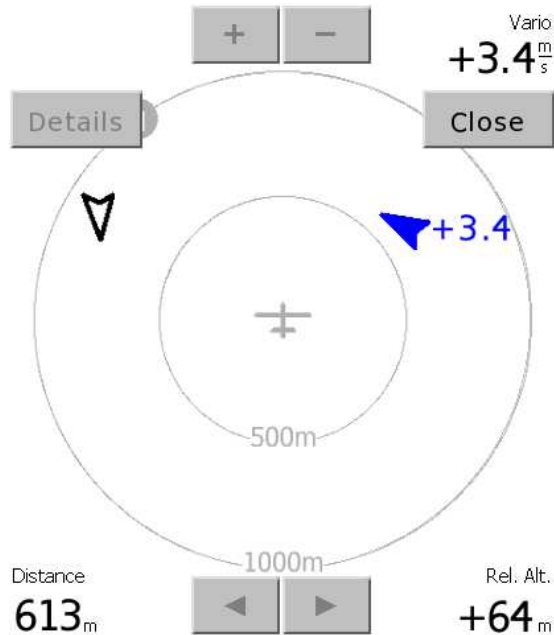 + −
Vario
+3.4 m/s
Details
Close
+3.4
500m
1000m
Distance
613 m
Rel. Alt.
+64 m